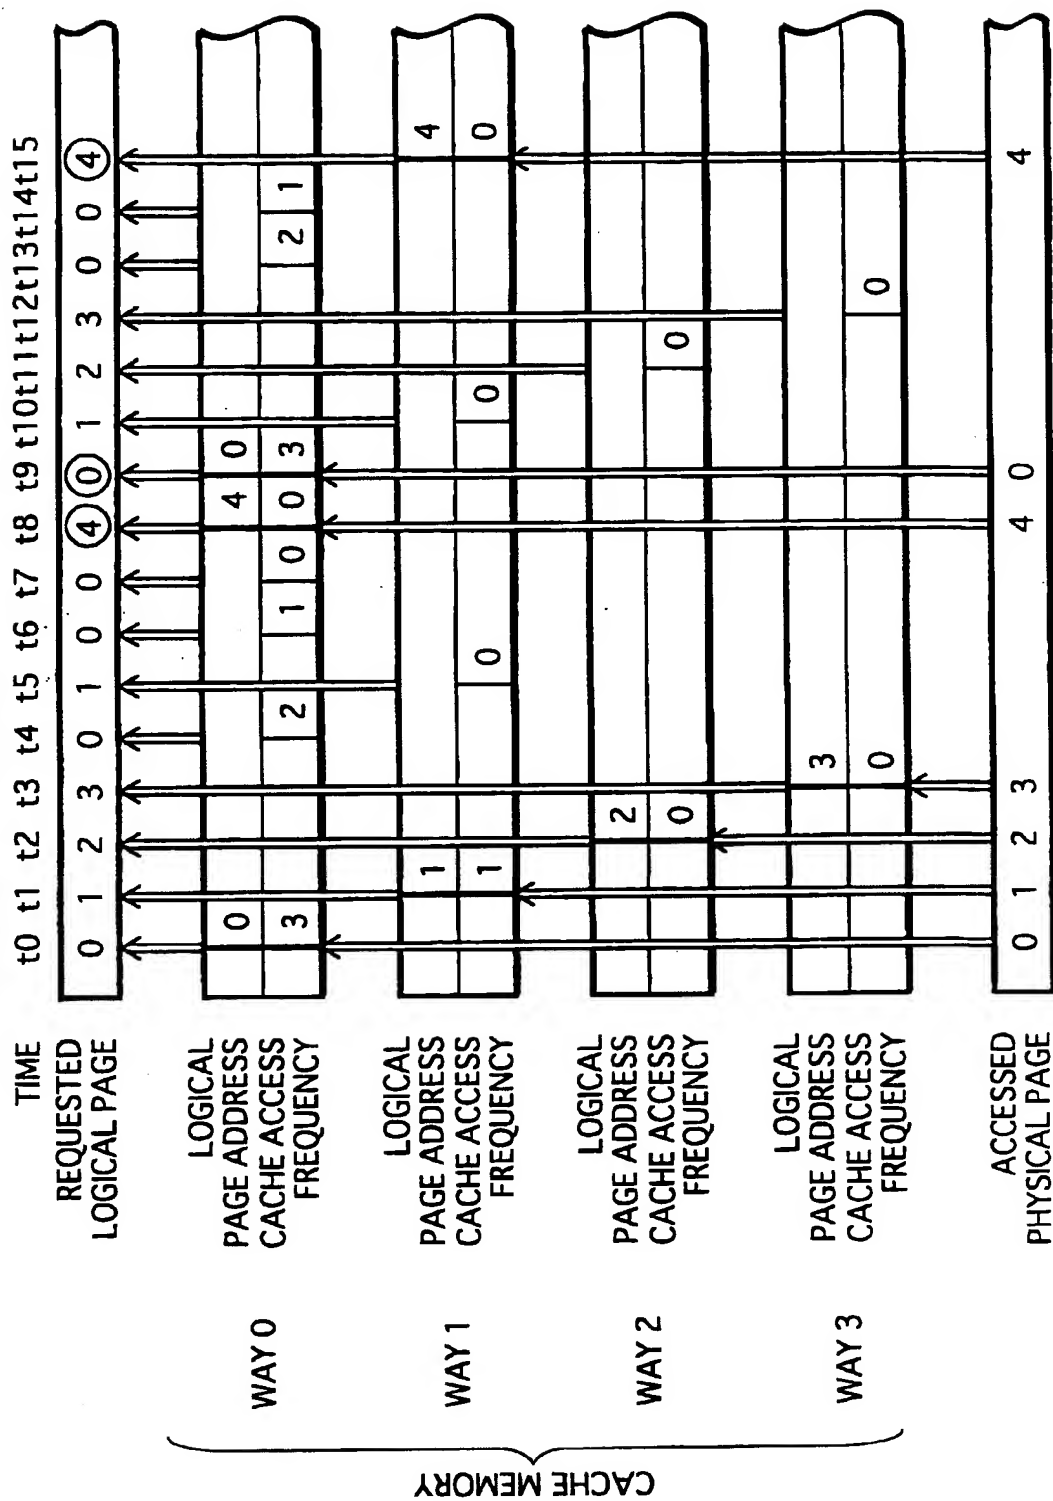 TIME t0 t1 t2 t3 t4 t5 t6 t7 t8 t9 t10 t11 t12 t13 t14 t15
REQUESTED
LOGICAL PAGE
0 1 2 3 0 1 0 0 4 0 1 2 3 0 0 4
CACHE MEMORY
WAY 0
LOGICAL
PAGE ADDRESS
0 4 0
CACHE ACCESS
FREQUENCY
3 2 1 0 0 3 2 1
WAY 1
LOGICAL
PAGE ADDRESS
1 4
CACHE ACCESS
FREQUENCY
1 0 0 0
WAY 2
LOGICAL
PAGE ADDRESS
2
CACHE ACCESS
FREQUENCY
0 0
WAY 3
LOGICAL
PAGE ADDRESS
3
CACHE ACCESS
FREQUENCY
0 0
ACCESSED
PHYSICAL PAGE
0 1 2 3 4 0 4